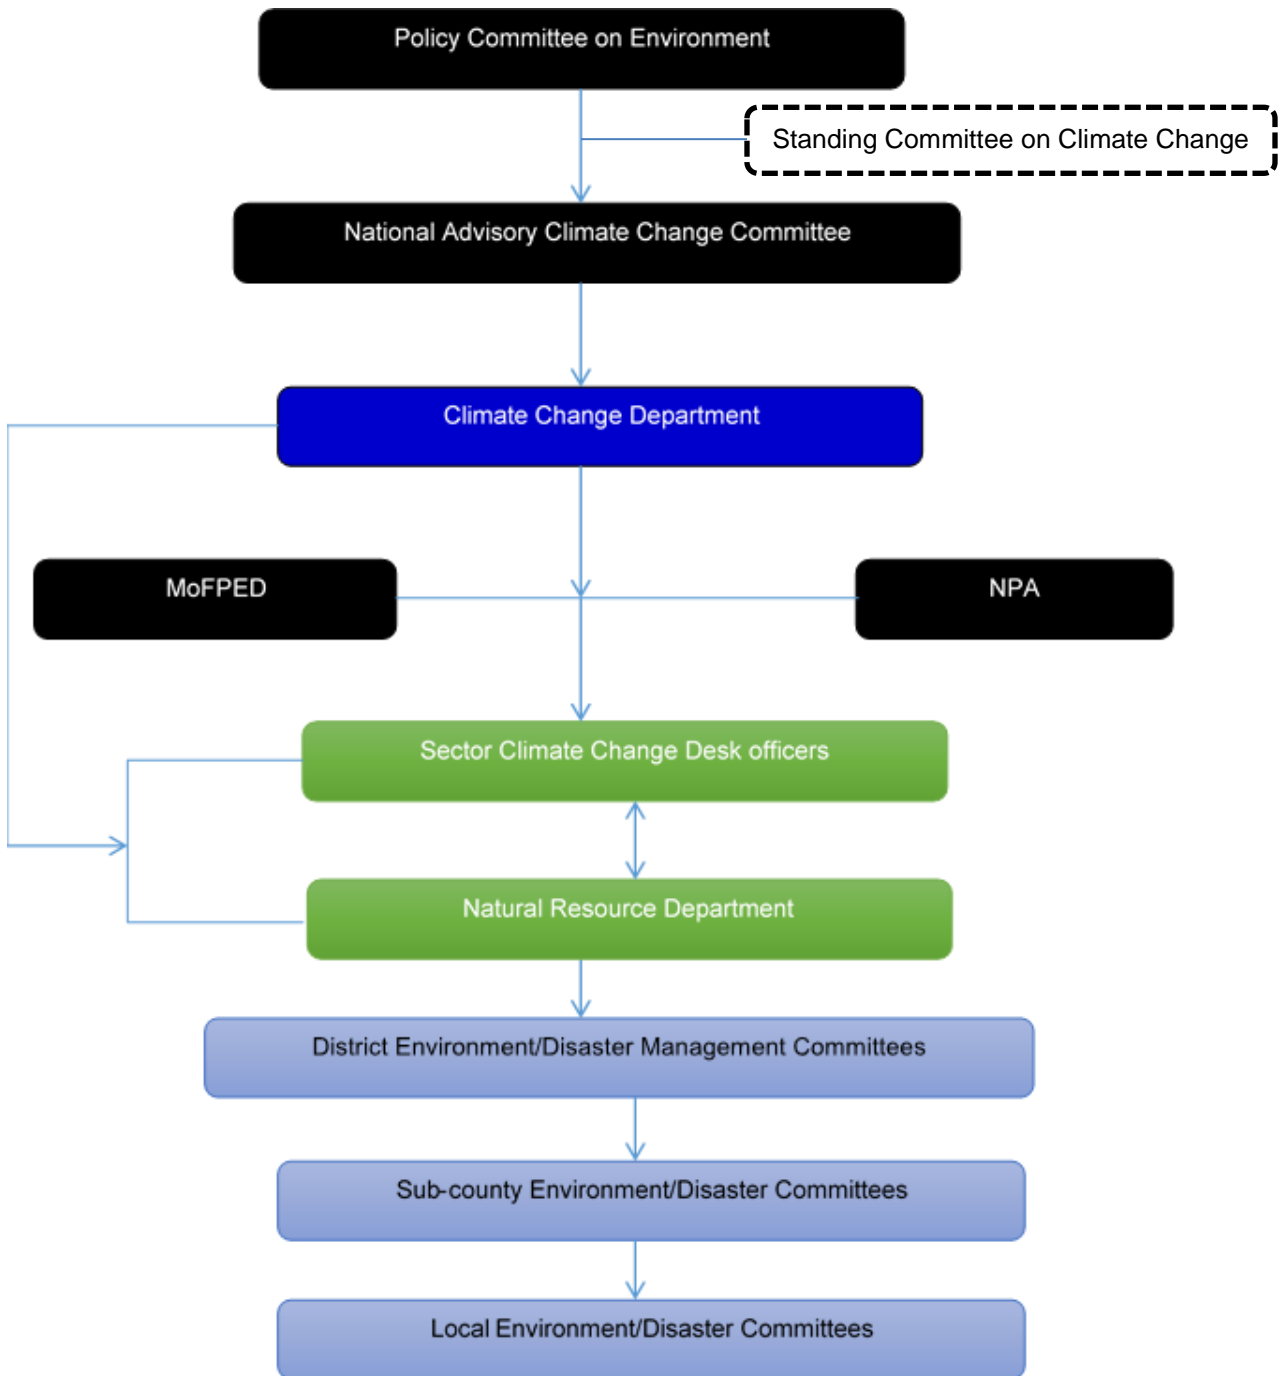 Policy Committee on Environment
Standing Committee on Climate Change
National Advisory Climate Change Committee
Climate Change Department
MoFPED
NPA
Sector Climate Change Desk officers
Natural Resource Department
District Environment/Disaster Management Committees
Sub-county Environment/Disaster Committees
Local Environment/Disaster Committees